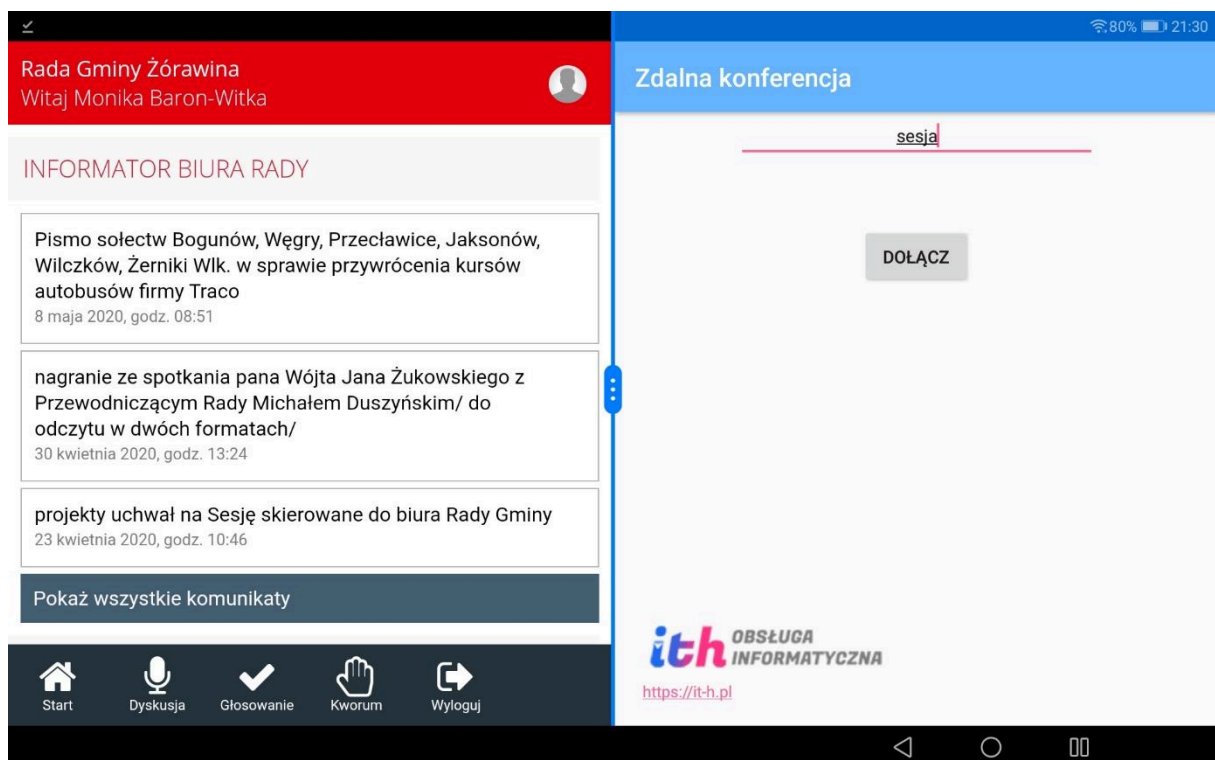 80% 21:30
Rada Gminy Żórawina
Witaj Monika Baron-Witka
INFORMATOR BIURA RADY
Pismo sołectw Bogunów, Węgry, Przecławice, Jaksonów,
Wilczków, Żerniki Wlk. w sprawie przywrócenia kursów
autobusów firmy Traco
8 maja 2020, godz. 08:51
nagranie ze spotkania pana Wójta Jana Żukowskiego z
Przewodniczącym Rady Michałem Duszyńskim/ do
odczytu w dwóch formatach/
30 kwietnia 2020, godz. 13:24
projekty uchwał na Sesję skierowane do biura Rady Gminy
23 kwietnia 2020, godz. 10:46
Pokaż wszystkie komunikaty
Start Dyskusja Głosowanie Kworum Wyloguj
Zdalna konferencja
sesja
DOŁĄCZ
ith OBSŁUGA
INFORMATYCZNA
https://it-h.pl